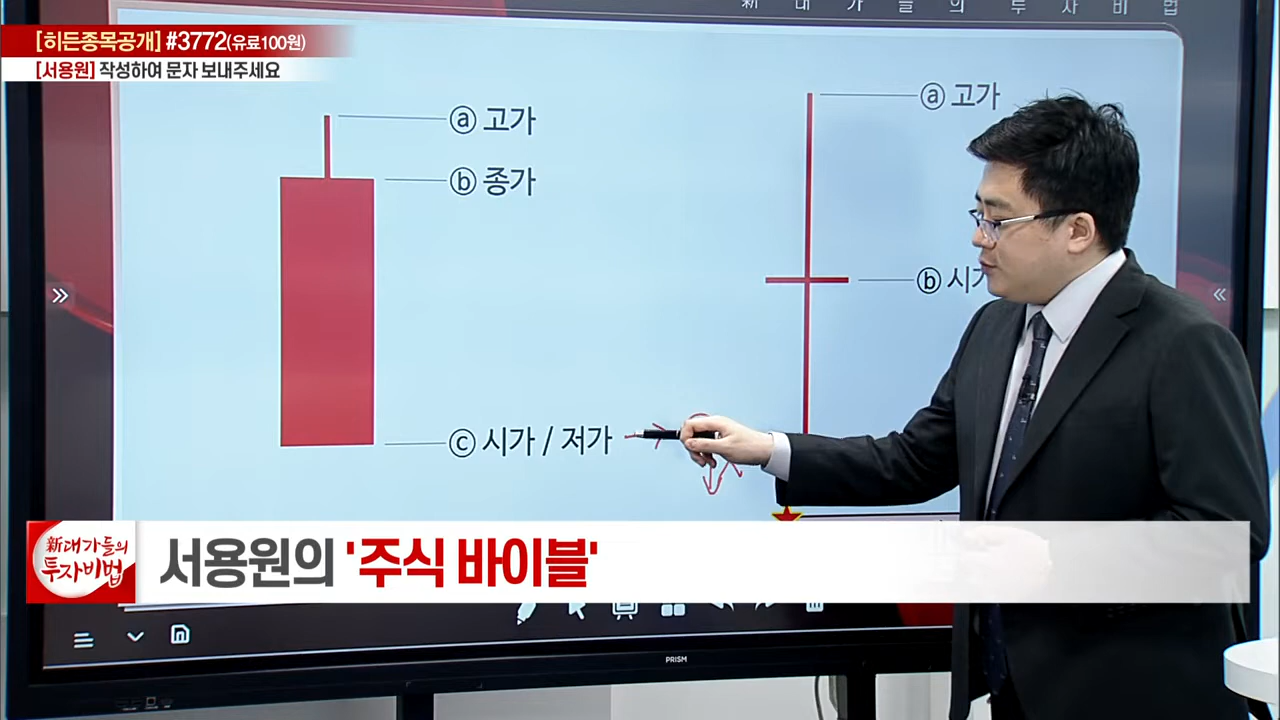 新 대 가 들 의 투 자 비 법
[히든종목공개] #3772(유료100원)
[서용원] 작성하여 문자 보내주세요
ⓐ 고가
ⓑ 종가
ⓒ 시가 / 저가
ⓐ 고가
ⓑ 시가
新대가들의
투자비법
서용원의 '주식 바이블'
PRISM